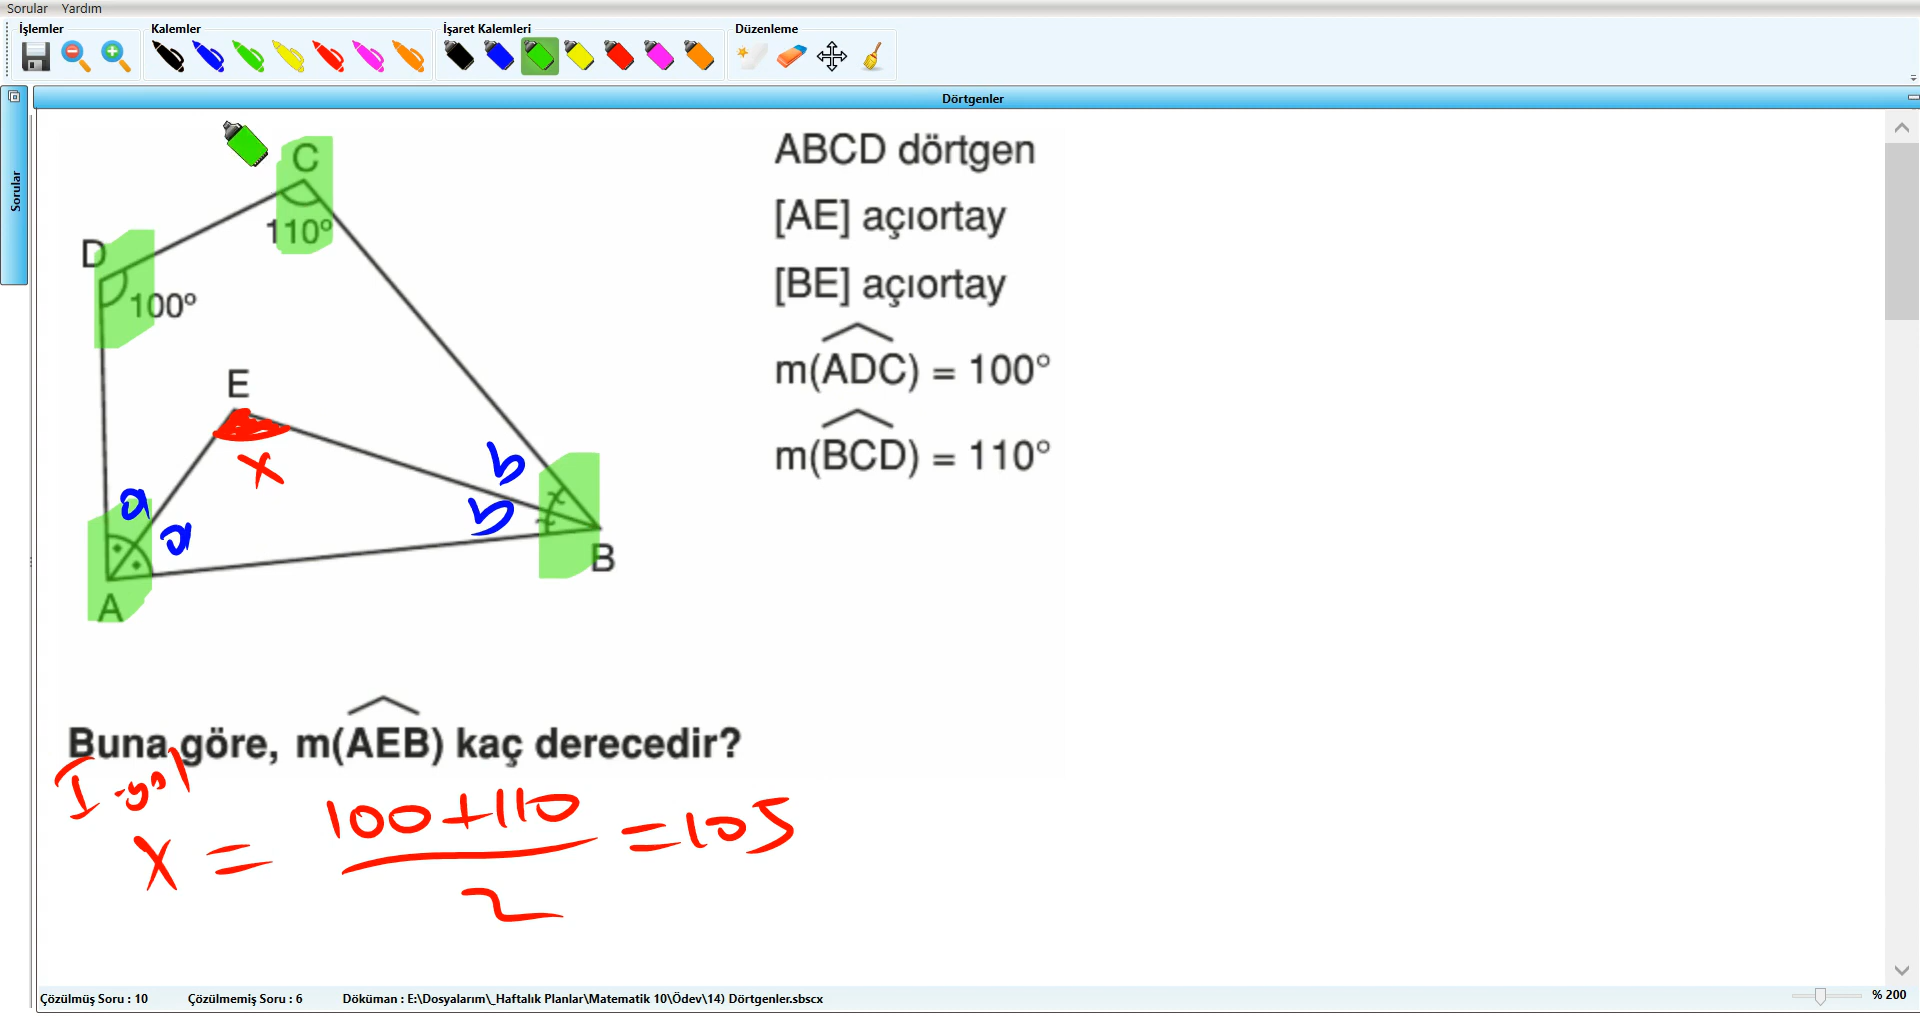 Sorular Yardım
İşlemler Kalemler İşaret Kalemleri Düzenleme
Dörtgenler
Sorular
C
110°
D
100°
E
x
a
a
b
b
x
A
B
ABCD dörtgen
[AE] açıortay
[BE] açıortay
m(ADC) = 100°
m(BCD) = 110°
Buna göre, m(AEB) kaç derecedir?
I-yol
x = 100+110 / 2 = 105
Çözülmüş Soru : 10 Çözülmemiş Soru : 6 Döküman : E:\Dosyalarım\_Haftalık Planlar\Matematik 10\Ödev\14) Dörtgenler.sbscx % 200